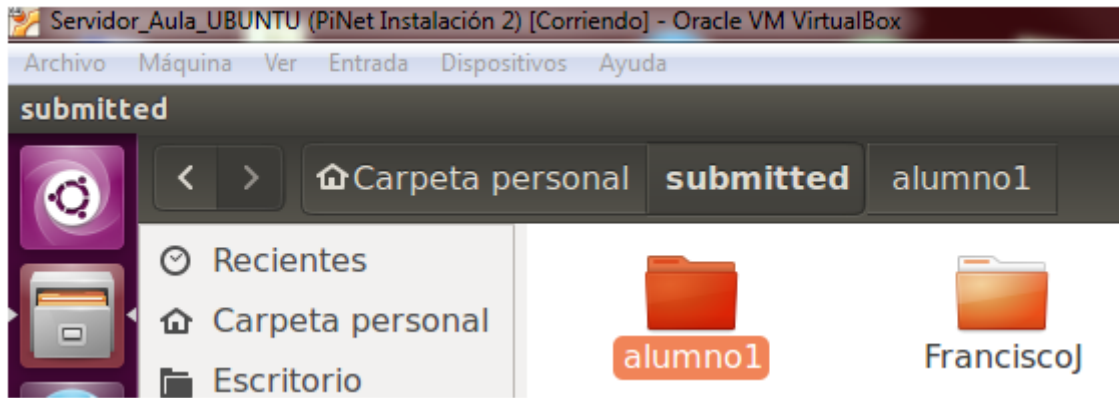 Servidor_Aula_UBUNTU (PiNet Instalación 2) [Corriendo] - Oracle VM VirtualBox
Archivo Máquina Ver Entrada Dispositivos Ayuda
submitted
Carpeta personal submitted alumno1
Recientes
Carpeta personal
Escritorio
alumno1 FranciscoJ